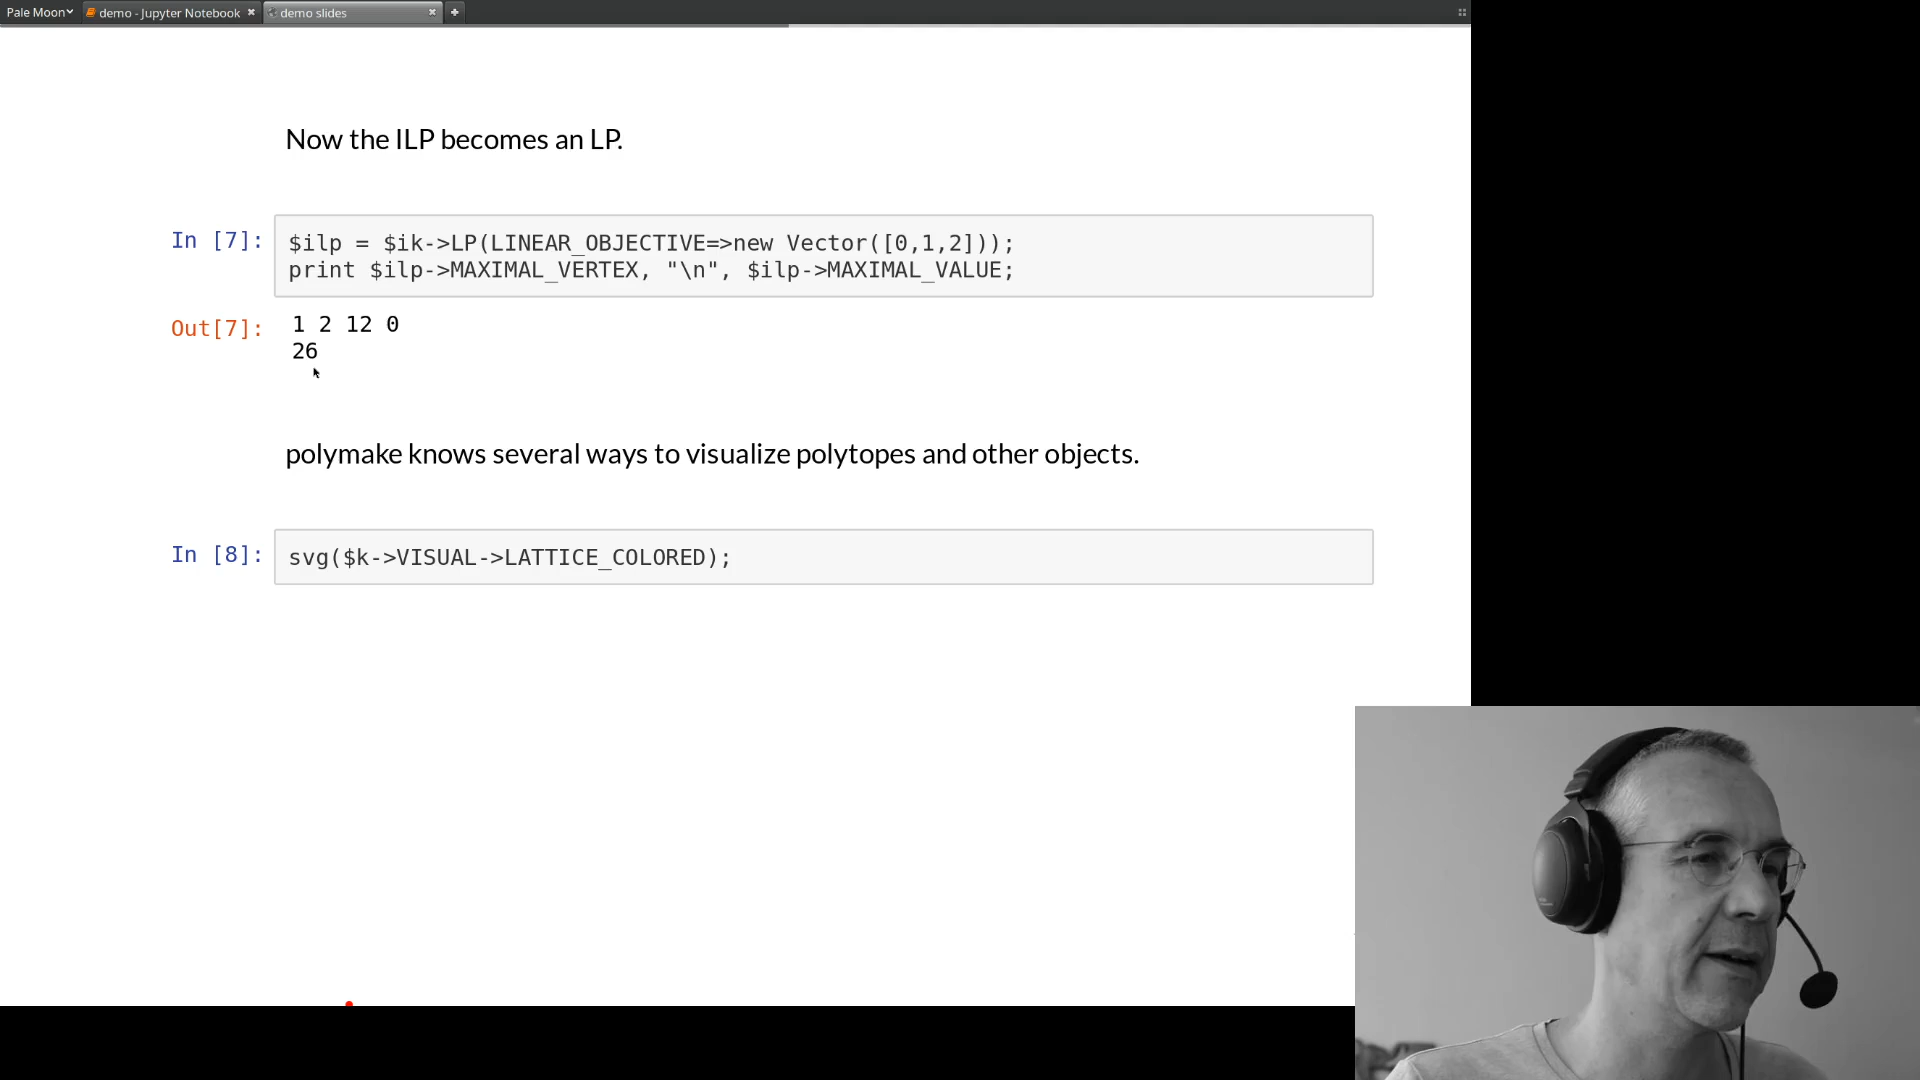 Pale Moon
demo - Jupyter Notebook
demo slides
Now the ILP becomes an LP.
In [7]:
$ilp = $ik->LP(LINEAR_OBJECTIVE=>new Vector([0,1,2]));
print $ilp->MAXIMAL_VERTEX, "\n", $ilp->MAXIMAL_VALUE;
Out[7]:
1 2 12 0
26
polymake knows several ways to visualize polytopes and other objects.
In [8]:
svg($k->VISUAL->LATTICE_COLORED);